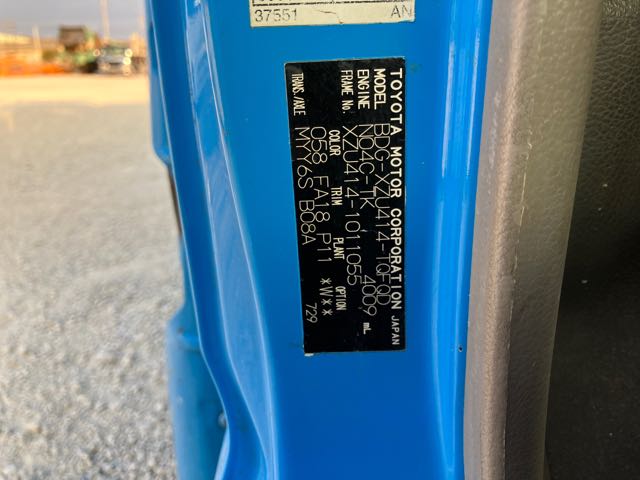 37551 AN
TOYOTA MOTOR CORPORATION JAPAN
MODEL BDG-XZU414-TQFQD
ENGINE N04C-TK 4009 mL
FRAME No. XZU414-1011055
COLOR TRIM PLANT OPTION
058 FA18 P11 *W**
TRANS./AXLE MYY6S B08A 729